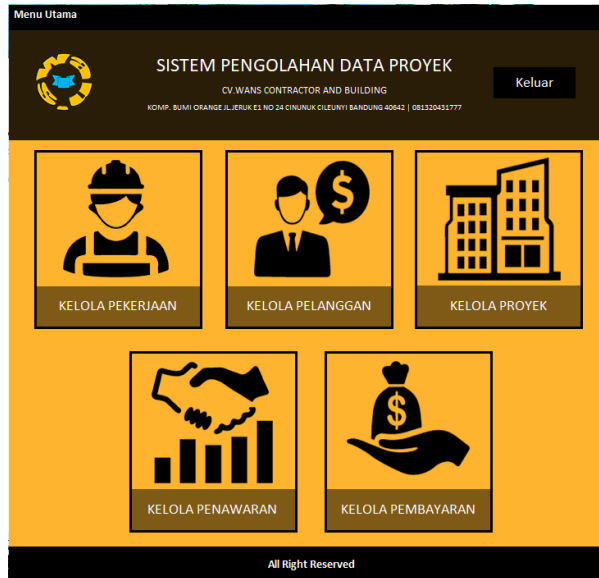 Menu Utama
SISTEM PENGOLAHAN DATA PROYEK
CV.WANS CONTRACTOR AND BUILDING
KOMP. BUMI ORANGE JL.JERUK E1 NO 24 CINUNUK CILEUNYI BANDUNG 40642 | 081320431777
Keluar
KELOLA PEKERJAAN
KELOLA PELANGGAN
KELOLA PROYEK
KELOLA PENAWARAN
KELOLA PEMBAYARAN
All Right Reserved